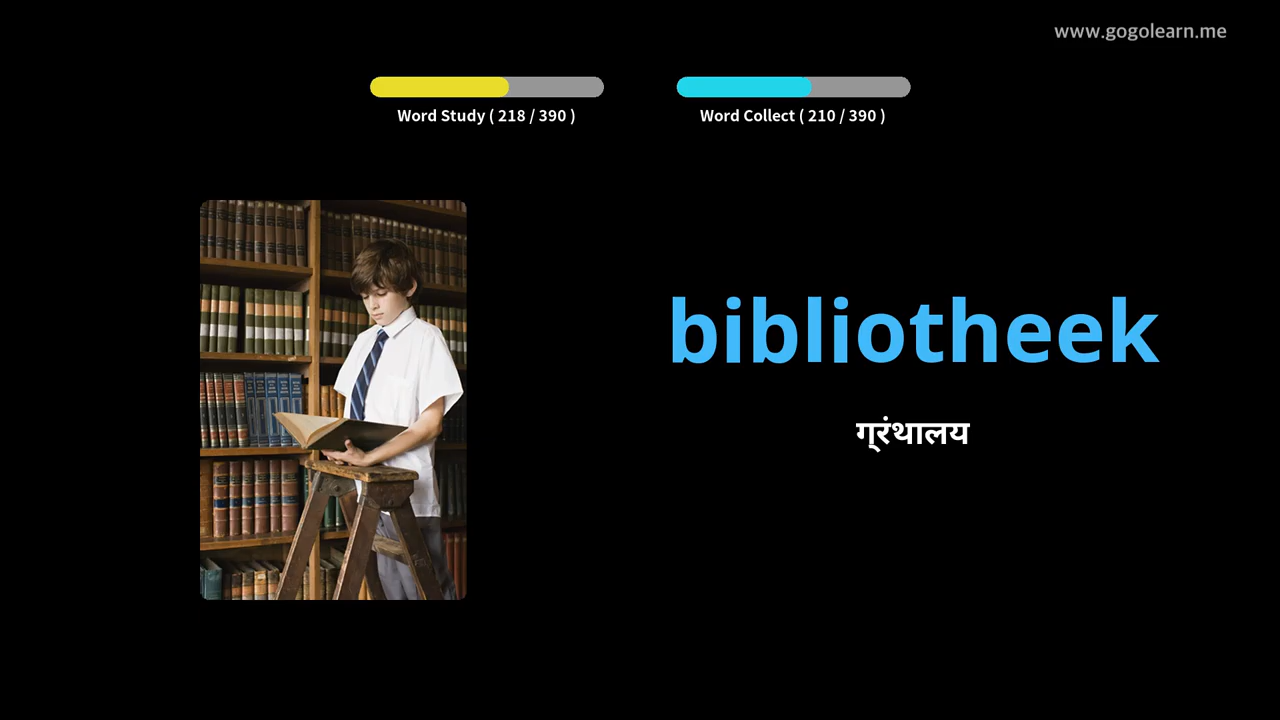 www.gogolearn.me
Word Study ( 218 / 390 )
Word Collect ( 210 / 390 )
bibliotheek
ग्रंथालय